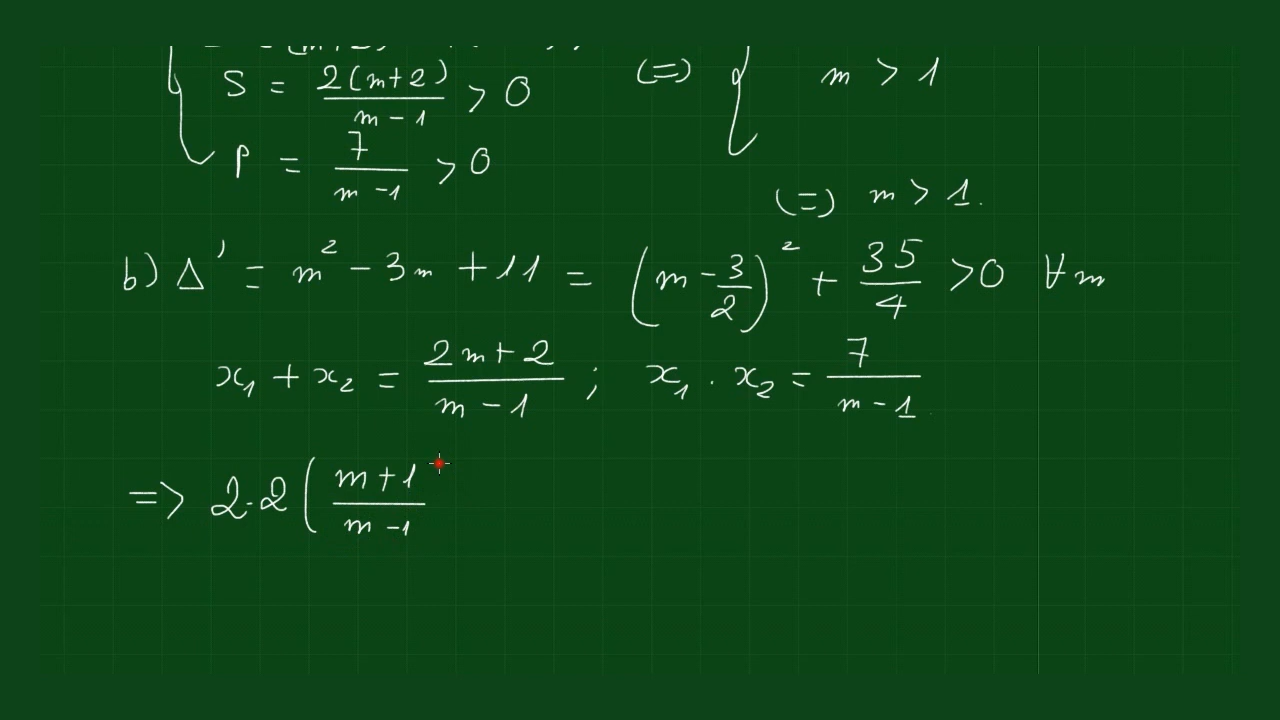 S = 2(m+2)/(m-1) > 0 (=) { m > 1
P = 7/(m-1) > 0
(=) m > 1.
b) Δ' = m² - 3m + 11 = (m - 3/2)² + 35/4 > 0 ∀m
x₁ + x₂ = (2m+2)/(m-1) ; x₁ . x₂ = 7/(m-1)
=> 2.2 ( (m+1)/(m-1)